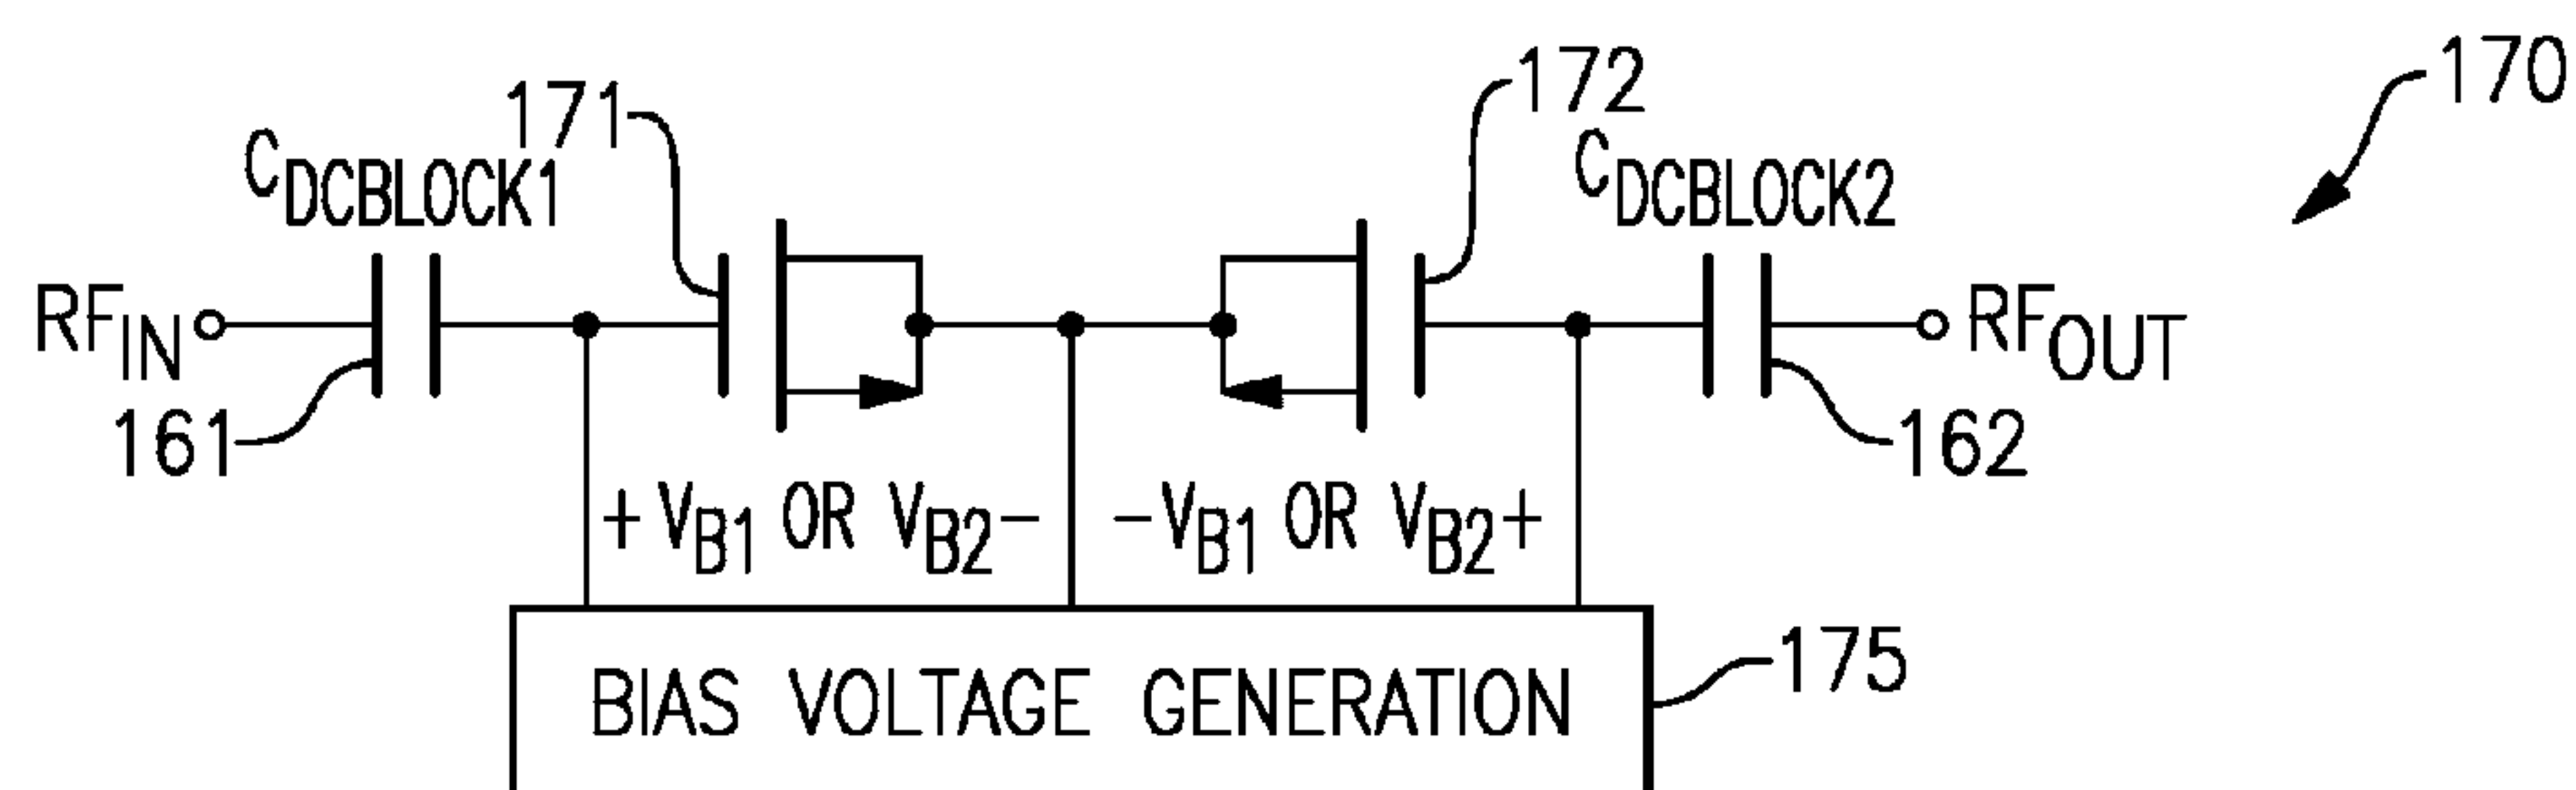 170
171
172
CDCBLOCK1
CDCBLOCK2
RFIN
RFOUT
161
162
+ VB1 OR VB2 −
−VB1 OR VB2 +
BIAS VOLTAGE GENERATION
175